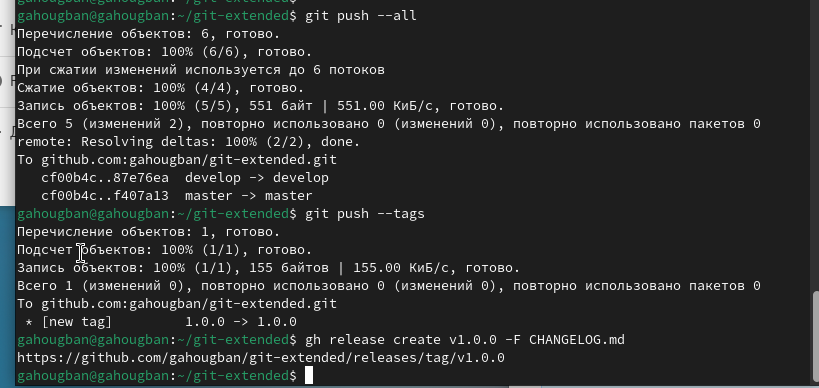 gahougban@gahougban:~/git-extended$ git push --all
Перечисление объектов: 6, готово.
Подсчет объектов: 100% (6/6), готово.
При сжатии изменений используется до 6 потоков
Сжатие объектов: 100% (4/4), готово.
Запись объектов: 100% (5/5), 551 байт | 551.00 КиБ/с, готово.
Всего 5 (изменений 2), повторно использовано 0 (изменений 0), повторно использовано пакетов 0
remote: Resolving deltas: 100% (2/2), done.
To github.com:gahougban/git-extended.git
   cf00b4c..87e76ea  develop -> develop
   cf00b4c..f407a13  master -> master
gahougban@gahougban:~/git-extended$ git push --tags
Перечисление объектов: 1, готово.
Подсчет объектов: 100% (1/1), готово.
Запись объектов: 100% (1/1), 155 байтов | 155.00 КиБ/с, готово.
Всего 1 (изменений 0), повторно использовано 0 (изменений 0), повторно использовано пакетов 0
To github.com:gahougban/git-extended.git
 * [new tag]         1.0.0 -> 1.0.0
gahougban@gahougban:~/git-extended$ gh release create v1.0.0 -F CHANGELOG.md
https://github.com/gahougban/git-extended/releases/tag/v1.0.0
gahougban@gahougban:~/git-extended$